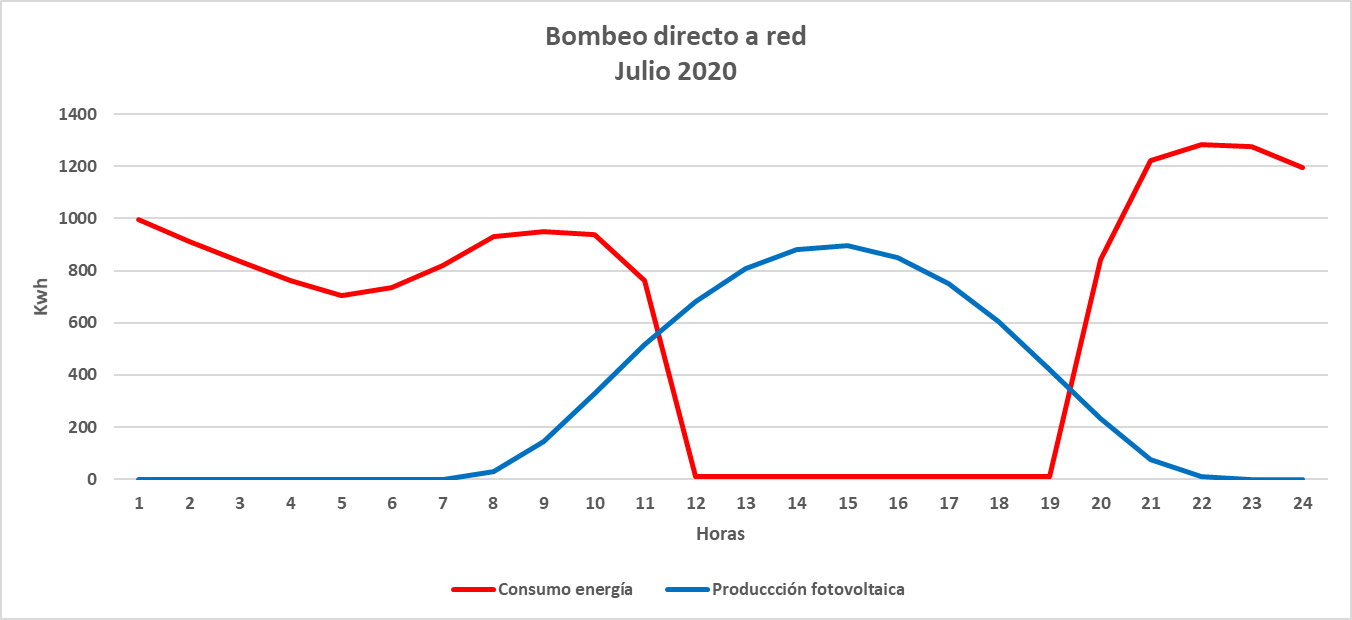 Bombeo directo a red
Julio 2020
1400
1200
1000
800
600
400
200
0
Kwh
1 2 3 4 5 6 7 8 9 10 11 12 13 14 15 16 17 18 19 20 21 22 23 24
Horas
Consumo energía Produccción fotovoltaica